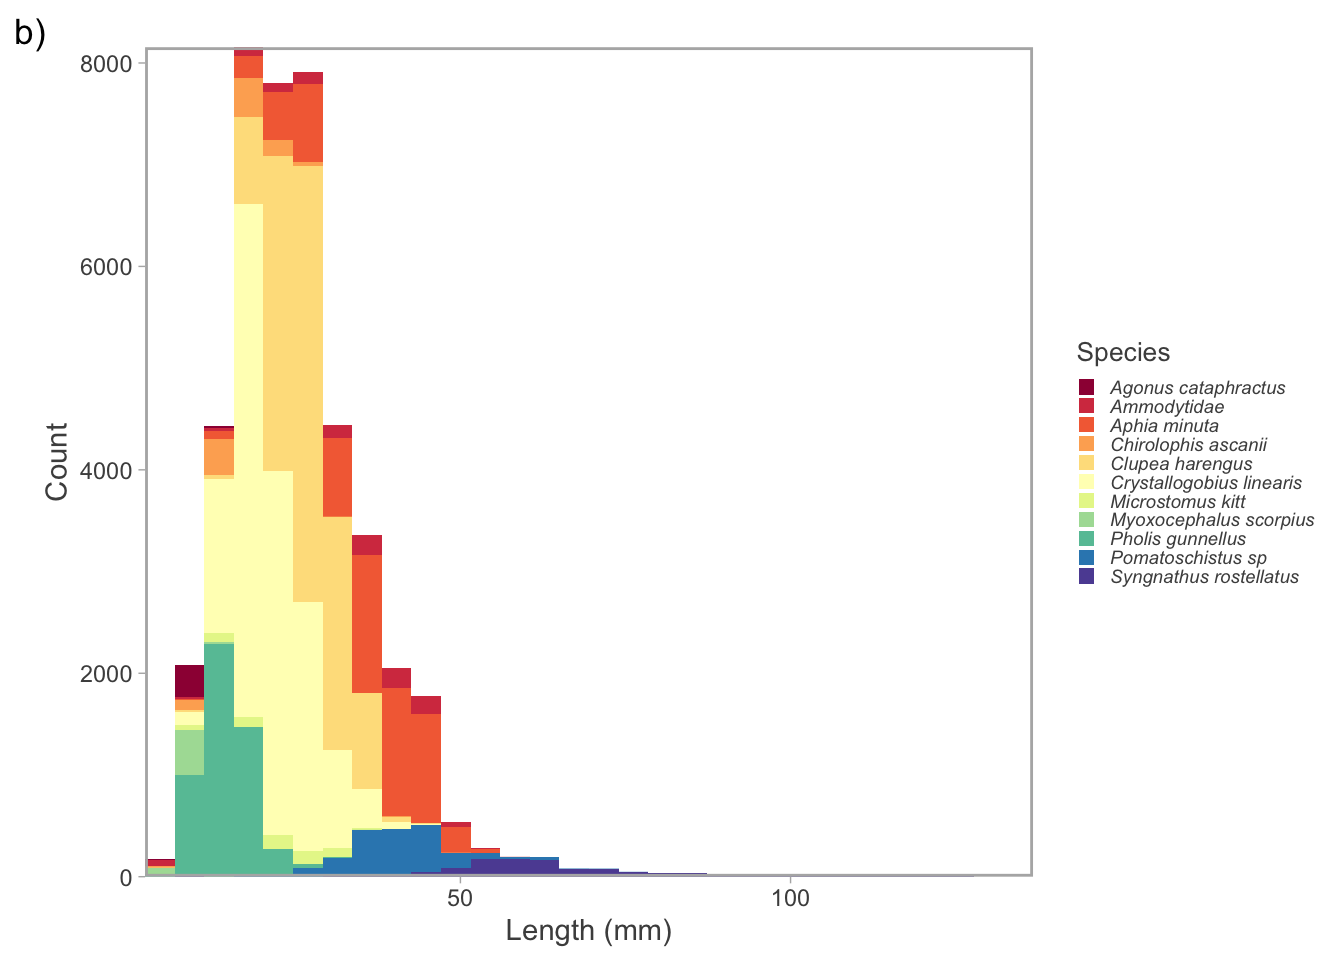 b)
8000
6000
4000
2000
0
Count
50
100
Length (mm)
Species
Agonus cataphractus
Ammodytidae
Aphia minuta
Chirolophis ascanii
Clupea harengus
Crystallogobius linearis
Microstomus kitt
Myoxocephalus scorpius
Pholis gunnellus
Pomatoschistus sp
Syngnathus rostellatus